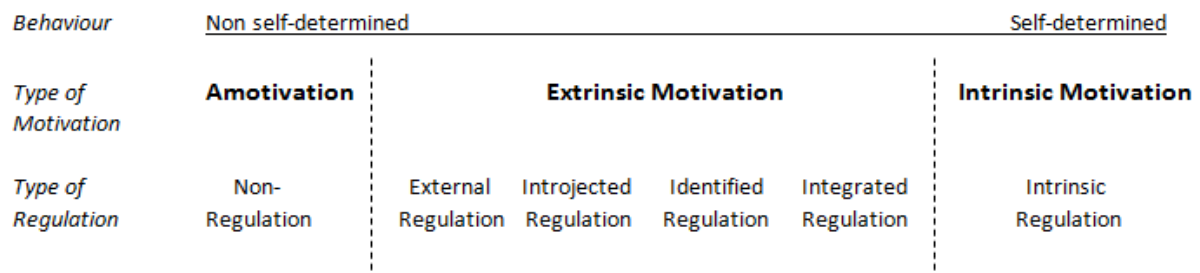 Behaviour Non self-determined Self-determined
Type of Motivation Amotivation Extrinsic Motivation Intrinsic Motivation
Type of Non- External Introjected Identified Integrated Intrinsic
Regulation Regulation Regulation Regulation Regulation Regulation Regulation